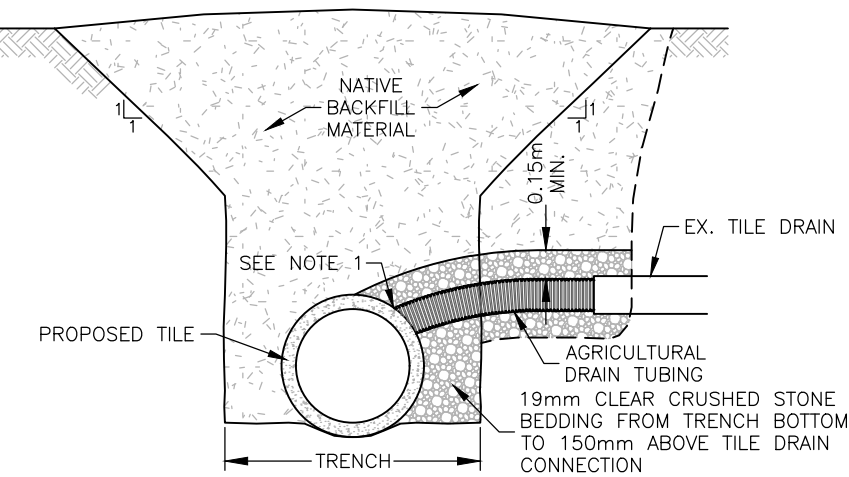 NATIVE
BACKFILL
MATERIAL
1
1
1
1
0.15m
MIN.
EX. TILE DRAIN
SEE NOTE 1
PROPOSED TILE
AGRICULTURAL
DRAIN TUBING
19mm CLEAR CRUSHED STONE
BEDDING FROM TRENCH BOTTOM
TO 150mm ABOVE TILE DRAIN
CONNECTION
TRENCH